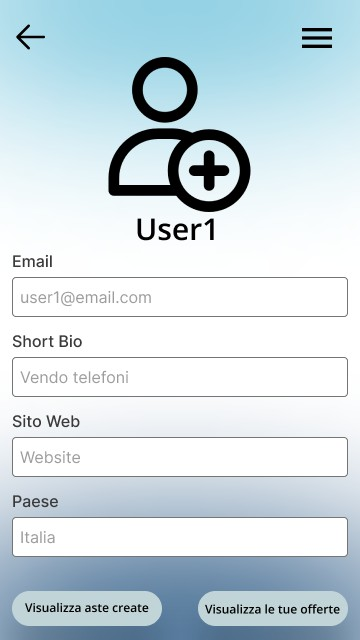 User1
Email
user1@email.com
Short Bio
Vendo telefoni
Sito Web
Website
Paese
Italia
Visualizza aste create
Visualizza le tue offerte